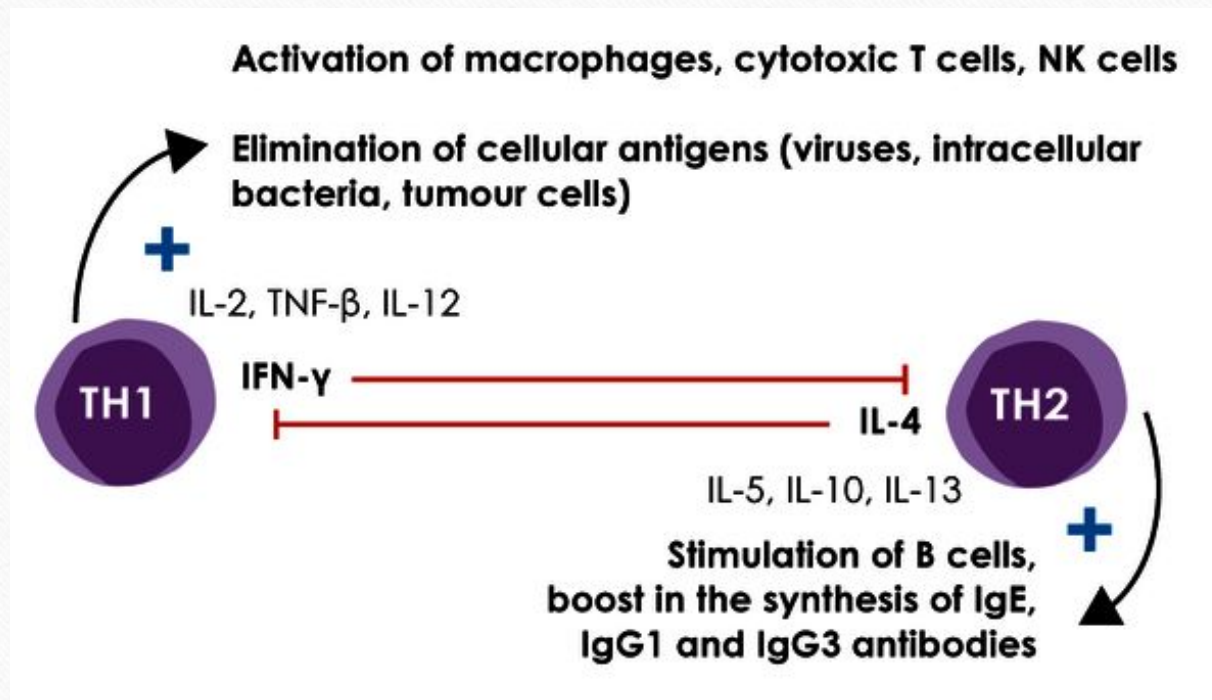 Activation of macrophages, cytotoxic T cells, NK cells
Elimination of cellular antigens (viruses, intracellular
bacteria, tumour cells)
+
IL-2, TNF-β, IL-12
TH1
IFN-γ
TH2
IL-4
IL-5, IL-10, IL-13
+
Stimulation of B cells,
boost in the synthesis of IgE,
IgG1 and IgG3 antibodies